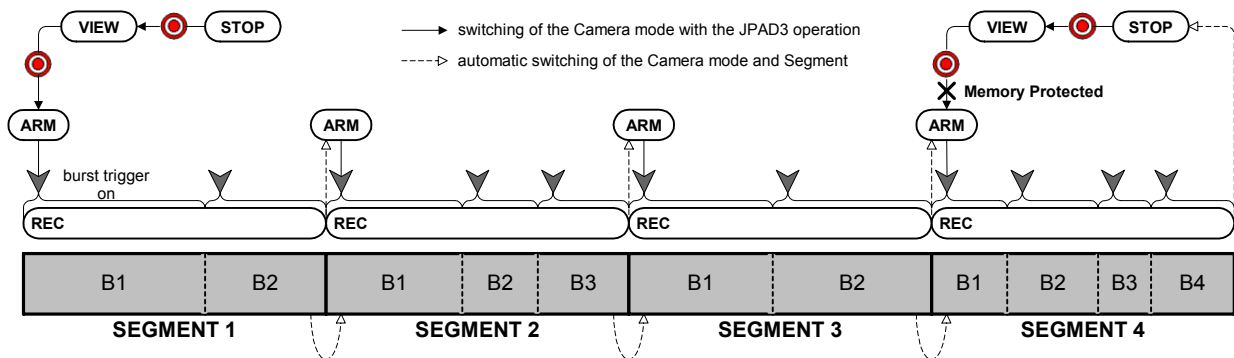 VIEW STOP
switching of the Camera mode with the JPAD3 operation
automatic switching of the Camera mode and Segment
VIEW STOP
Memory Protected
ARM ARM ARM ARM
burst trigger
on
REC REC REC REC
B1 B2 B1 B2 B3 B1 B2 B1 B2 B3 B4
SEGMENT 1 SEGMENT 2 SEGMENT 3 SEGMENT 4